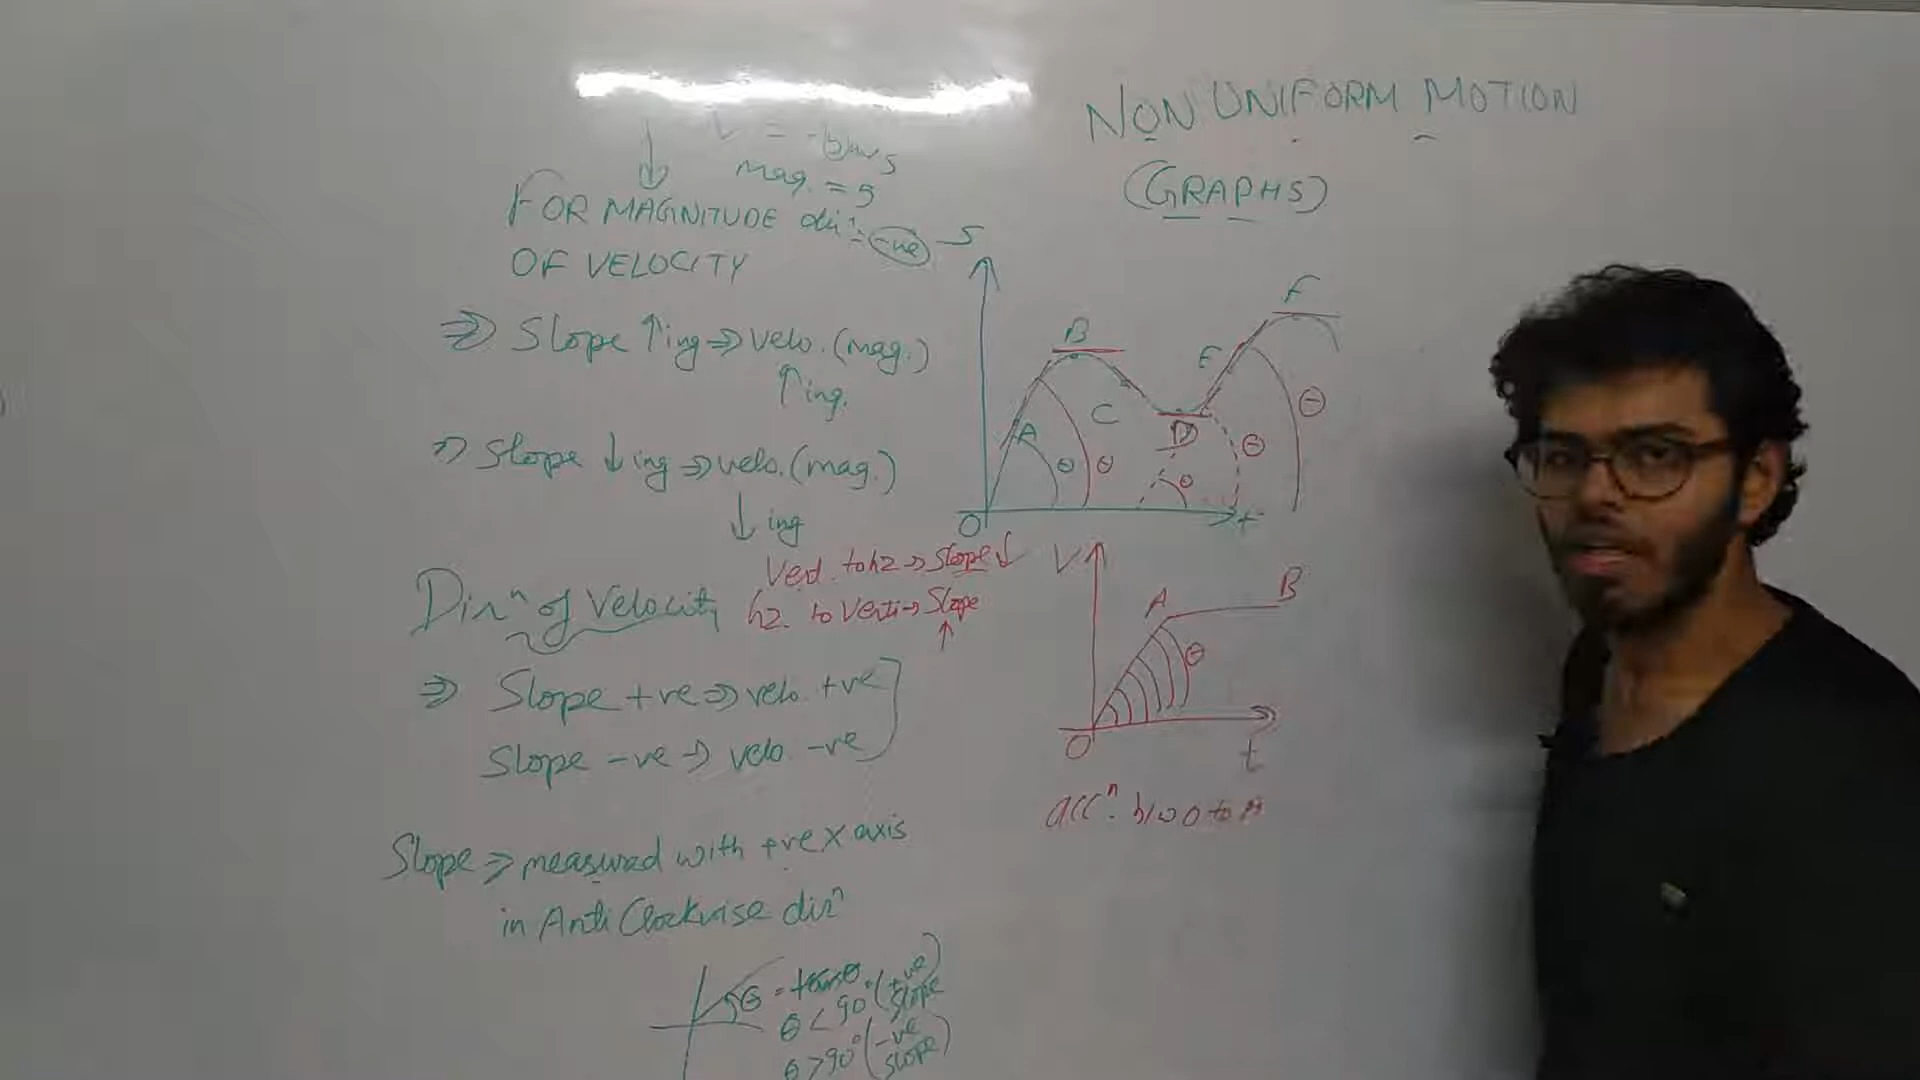 NON UNIFORM MOTION
(GRAPHS)
mag. = 5
dirⁿ = -ve
FOR MAGNITUDE
OF VELOCITY
⇒ Slope ↑ing ⇒ velo. (mag.)
↑ing.
⇒ Slope ↓ing ⇒ velo. (mag.)
↓ing
Verti. to hz ⇒ Slope ↓
hz. to verti → Slope
↑
Dirⁿ of Velocity
⇒ Slope +ve ⇒ velo. +ve
Slope -ve → velo -ve
Slope ⇒ measured with +ve x axis
in Anti Clockwise dirⁿ
θ = tanθ
θ < 90° (+ve slope)
θ > 90° (-ve slope)
S
B
F
E
A
C
D
θ
θ
θ
θ
θ
O
t
V
A
B
θ
O
t
accⁿ. b/w O to A